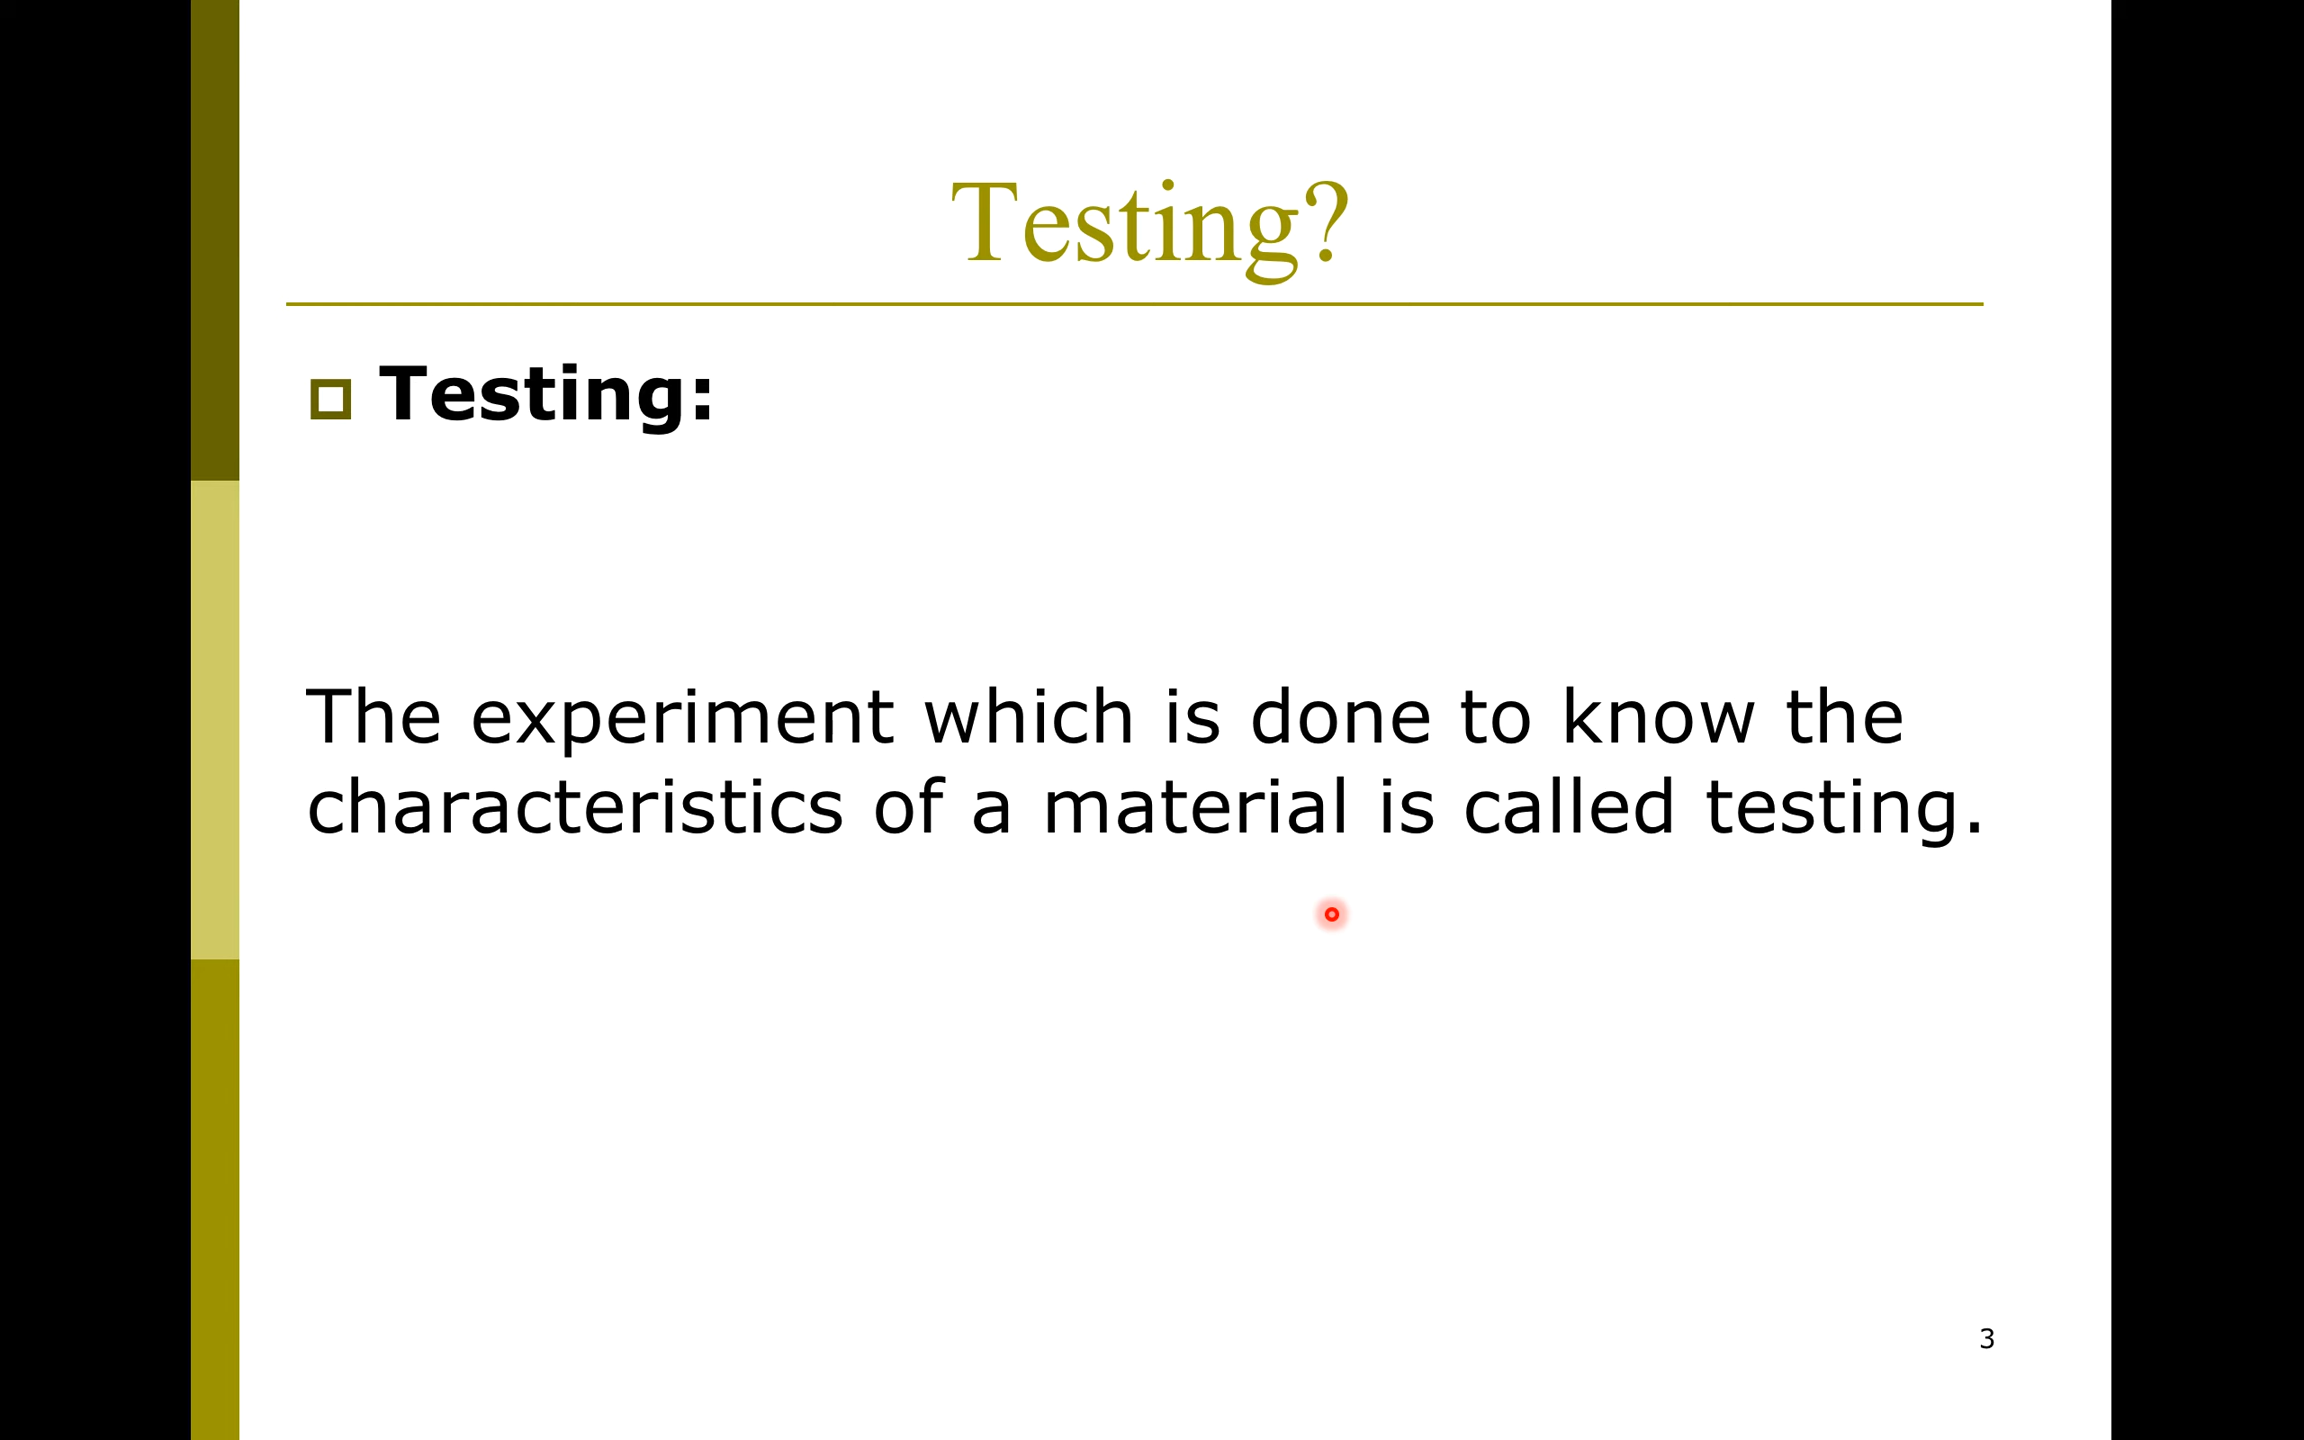 Testing?
Testing:
The experiment which is done to know the
characteristics of a material is called testing.
3